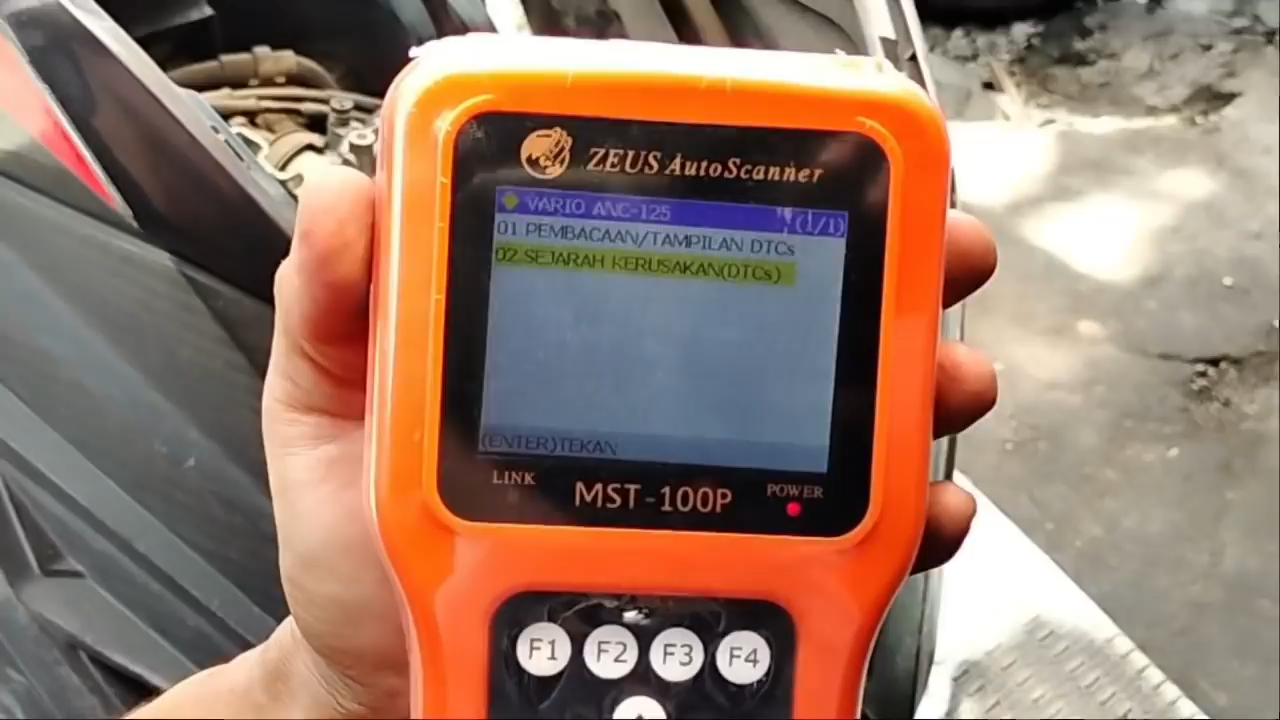 ZEUS AutoScanner
VARIO ANC-125 (1/1)
01 PEMBACAAN/TAMPILAN DTCs
02 SEJARAH KERUSAKAN(DTCs)
(ENTER)TEKAN
LINK MST-100P POWER
F1 F2 F3 F4